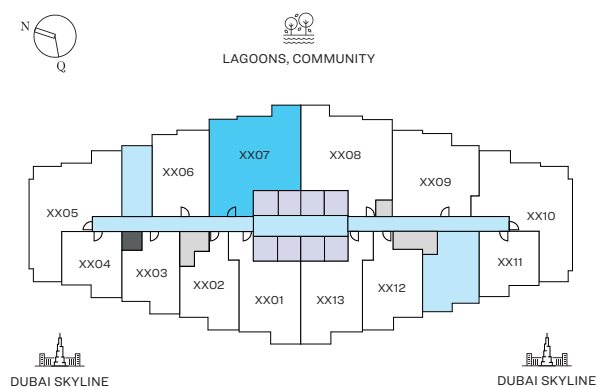 N
Q
LAGOONS, COMMUNITY
XX07
XX08
XX06
XX09
XX05
XX10
XX04
XX03
XX02
XX01
XX13
XX12
XX11
DUBAI SKYLINE
DUBAI SKYLINE